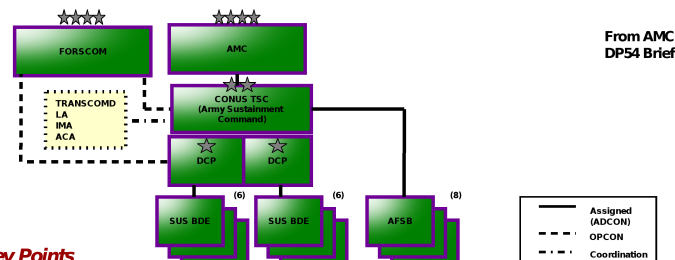 From AMC
DP54 Brief
FORSCOM
AMC
TRANSCOMD
LA
IMA
ACA
CONUS TSC
(Army Sustainment
Command)
DCP
DCP
(6)
(6)
(8)
SUS BDE
SUS BDE
AFSB
Assigned
(ADCON)
OPCON
Coordination
Points